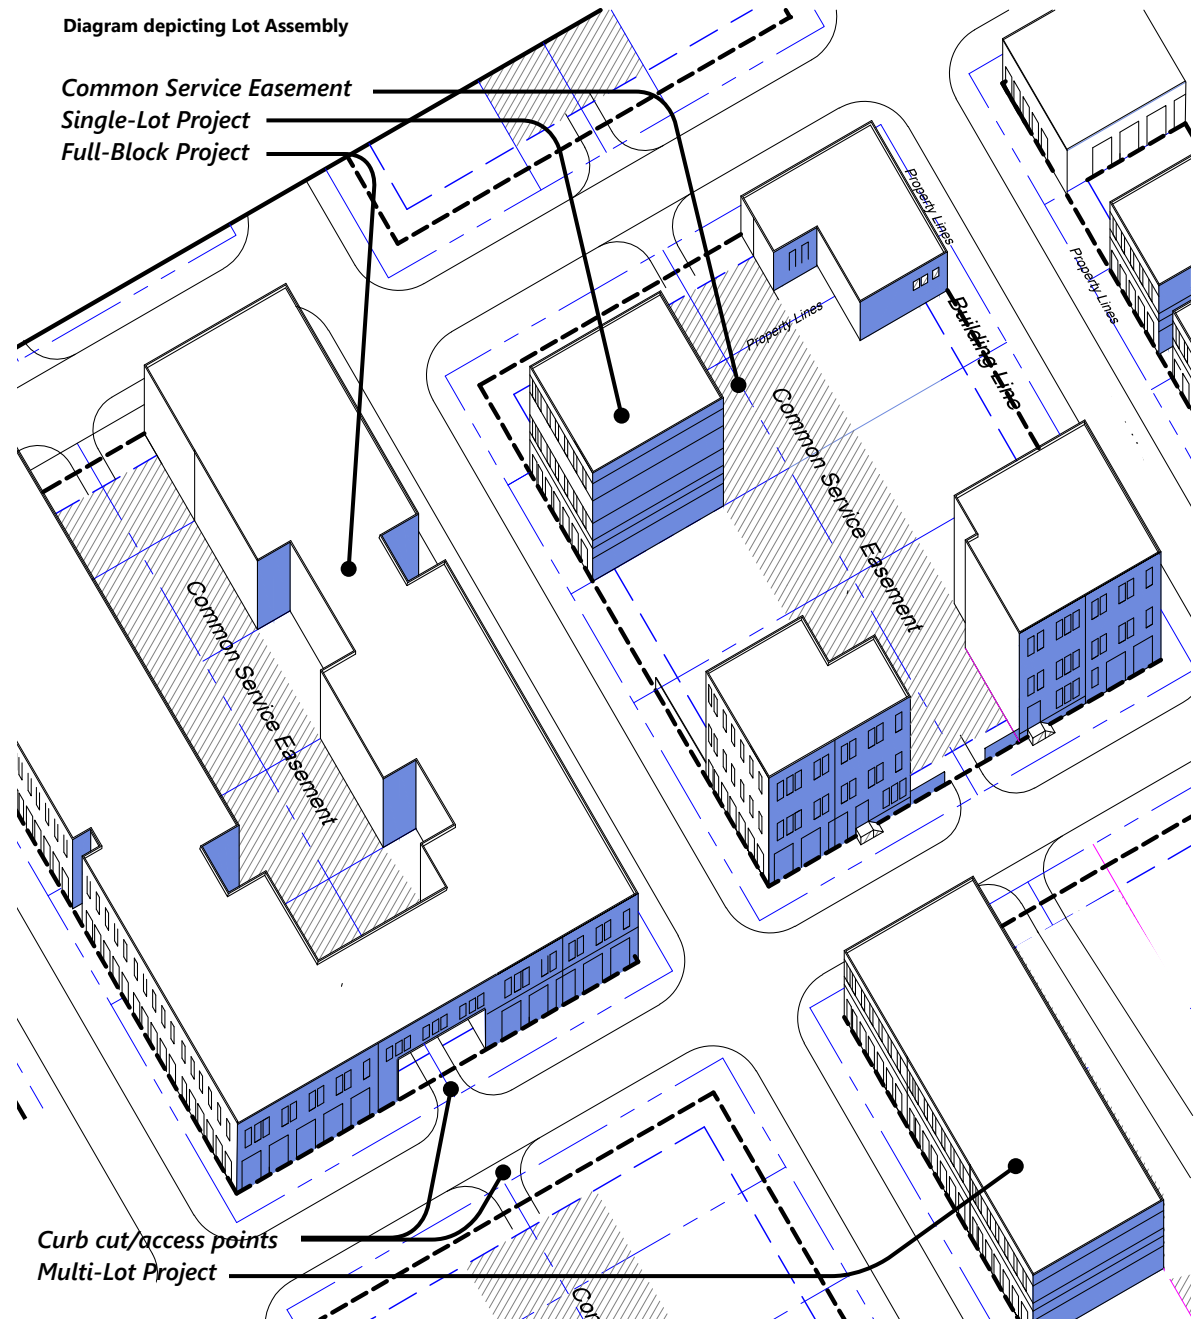 Diagram depicting Lot Assembly
Common Service Easement
Single-Lot Project
Full-Block Project
Property Lines
Property Lines
Property Lines
Building Line
Common Service Easement
Common Service Easement
Curb cut/access points
Multi-Lot Project